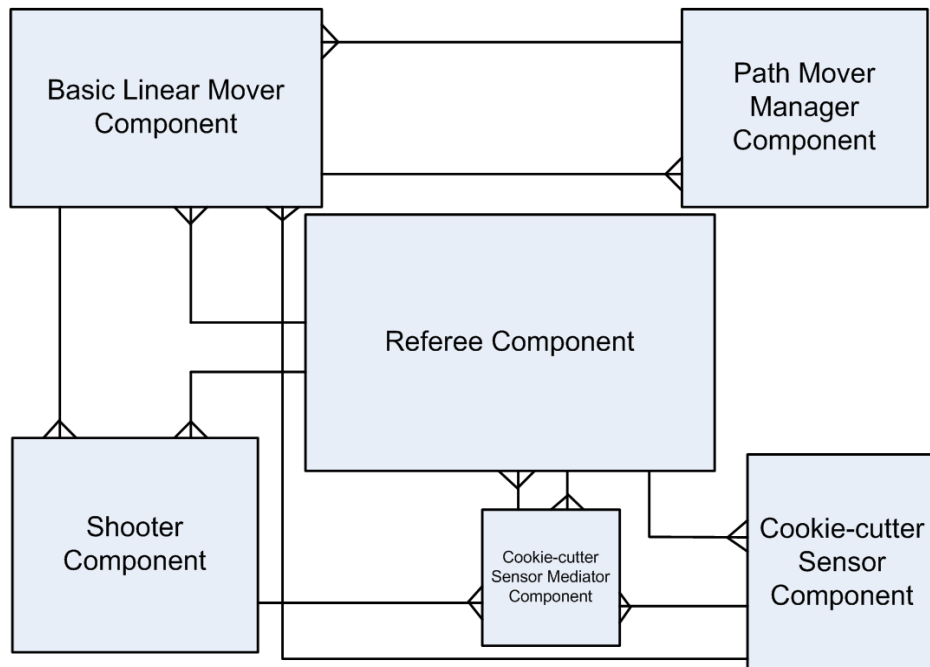 Basic Linear Mover
Component
Path Mover
Manager
Component
Referee Component
Shooter
Component
Cookie-cutter
Sensor Mediator
Component
Cookie-cutter
Sensor
Component